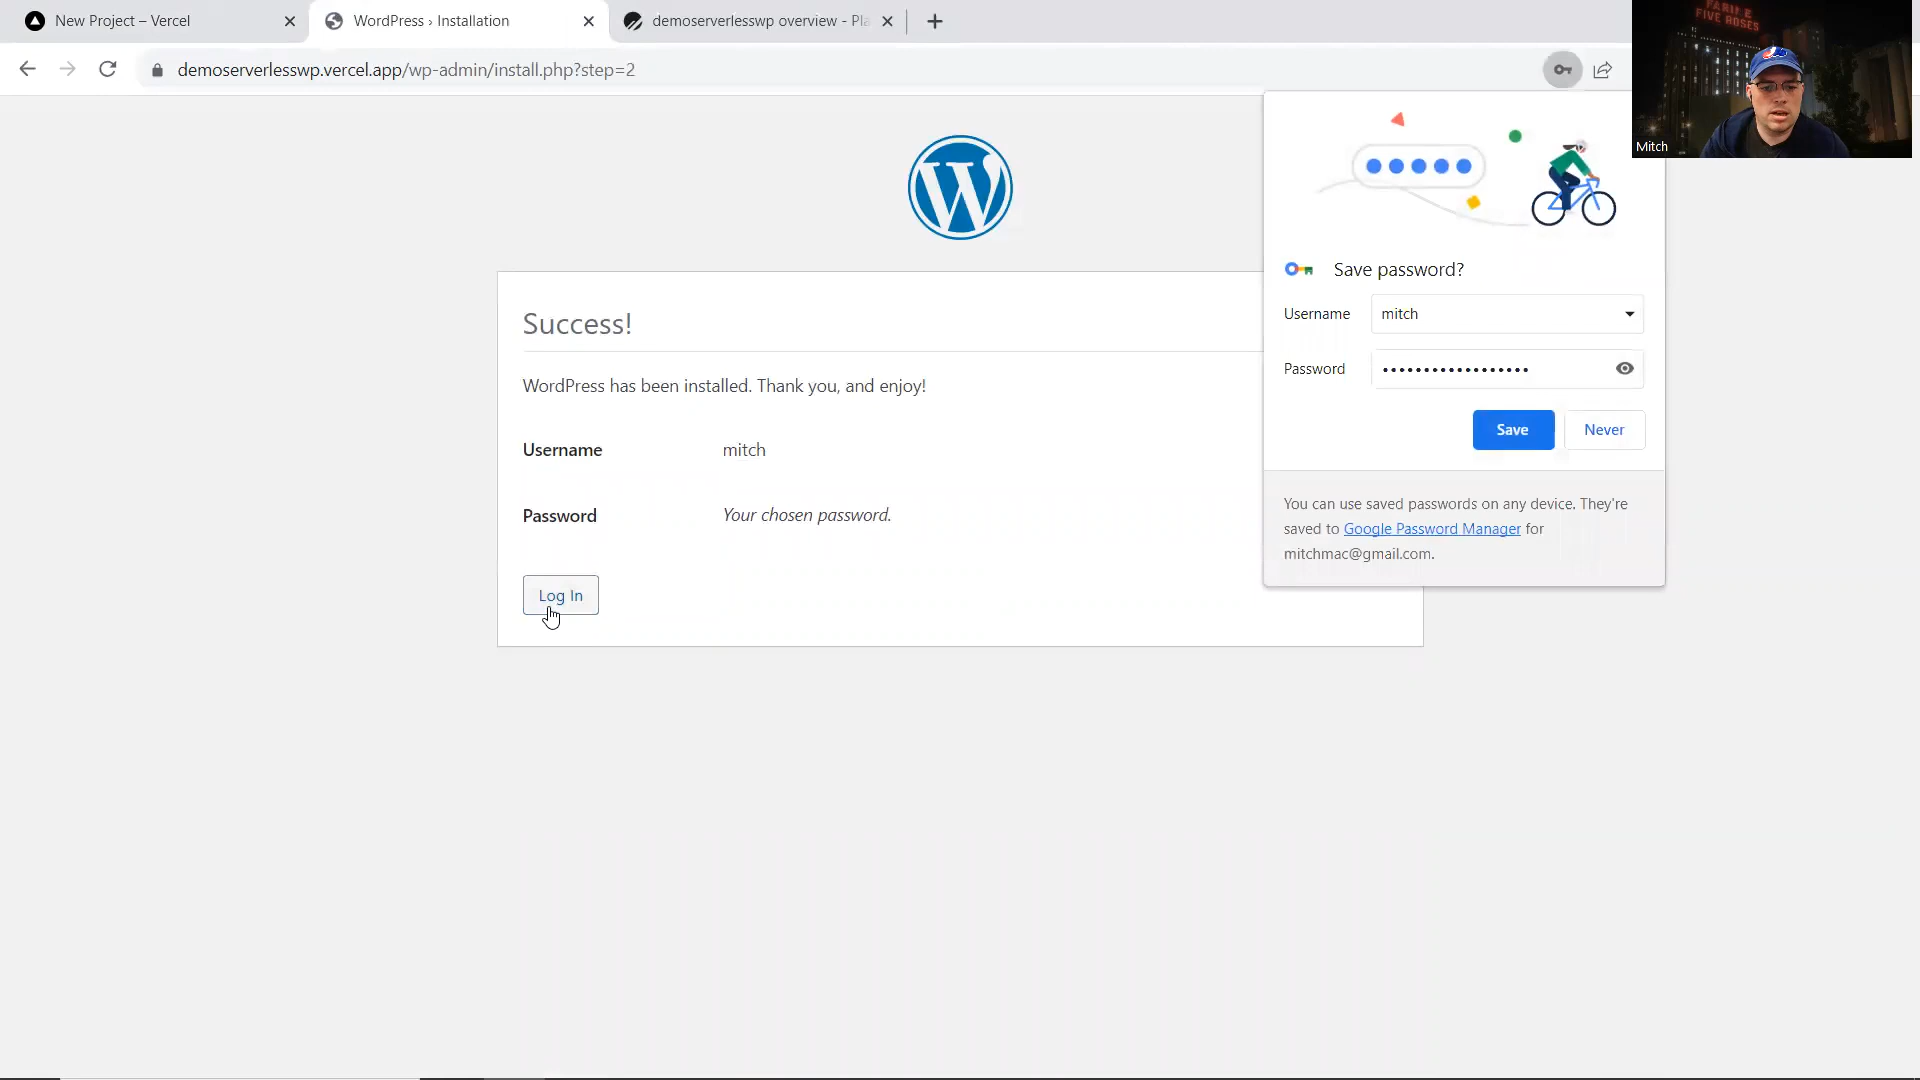 New Project – Vercel
WordPress › Installation
demoserverlesswp overview - Pla
demoserverlesswp.vercel.app/wp-admin/install.php?step=2
FARINE
FIVE ROSES
Mitch
Success!
WordPress has been installed. Thank you, and enjoy!
Username mitch
Password Your chosen password.
Log In
Save password?
Username mitch
Password ••••••••••••••••••
Save Never
You can use saved passwords on any device. They're
saved to Google Password Manager for
mitchmac@gmail.com.